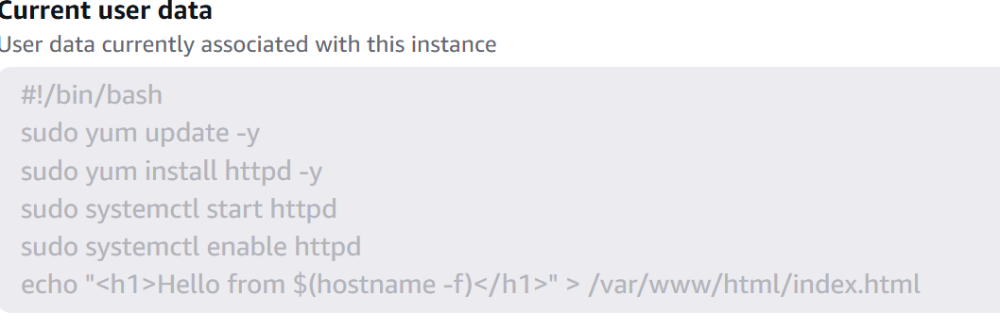 Current user data
User data currently associated with this instance
#!/bin/bash
sudo yum update -y
sudo yum install httpd -y
sudo systemctl start httpd
sudo systemctl enable httpd
echo "<h1>Hello from $(hostname -f)</h1>" > /var/www/html/index.html